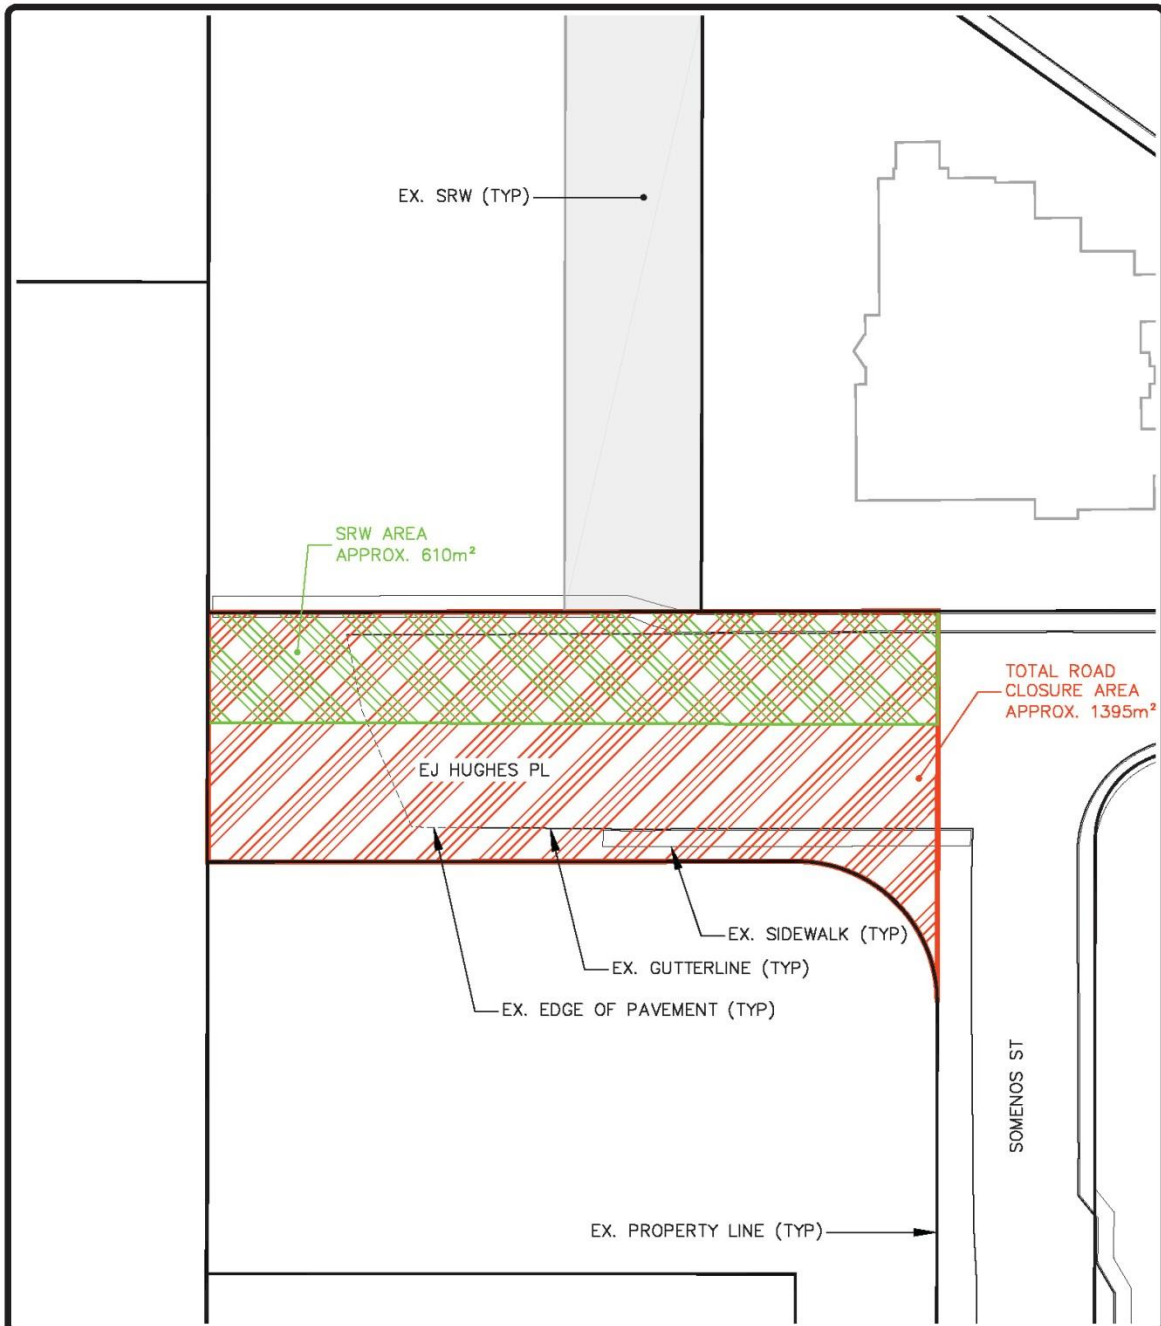 EX. SRW (TYP)
SRW AREA
APPROX. 610m²
TOTAL ROAD
CLOSURE AREA
APPROX. 1395m²
EJ HUGHES PL
EX. SIDEWALK (TYP)
EX. GUTTERLINE (TYP)
EX. EDGE OF PAVEMENT (TYP)
SOMENOS ST
EX. PROPERTY LINE (TYP)